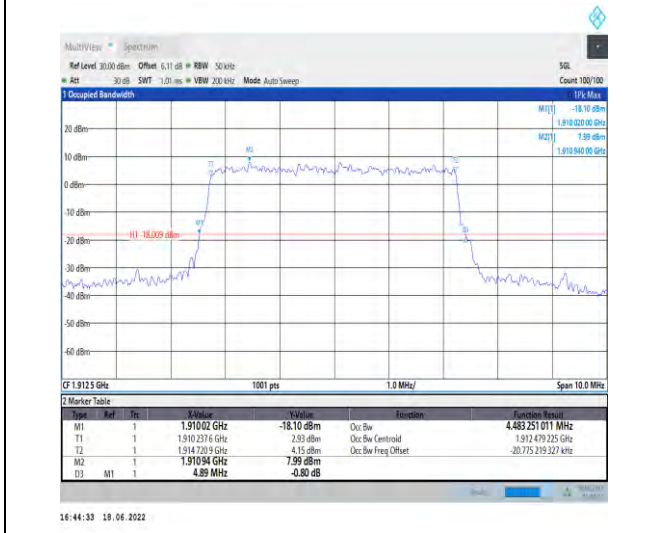 MultiView Spectrum
Ref Level 30.00 dBm Offset 6.11 dB RBW 50 kHz SGL
Att 30 dB SWT 1.01 ms VBW 200 kHz Mode Auto Sweep Count 100/100
1 Occupied Bandwidth 1Pk Max
M1[1] -18.10 dBm
1.910 020 00 GHz
M2[1] 7.99 dBm
1.910 940 00 GHz
20 dBm
10 dBm
M2
T1
T2
0 dBm
-10 dBm
M1
H1 -18.009 dBm
D3
-20 dBm
-30 dBm
-40 dBm
-50 dBm
-60 dBm
CF 1.912 5 GHz 1001 pts 1.0 MHz/ Span 10.0 MHz
2 Marker Table
Type Ref Trc X-Value Y-Value Function Function Result
M1 1 1.91002 GHz -18.10 dBm Occ Bw 4.483 251 011 MHz
T1 1 1.910 237 6 GHz 2.93 dBm Occ Bw Centroid 1.912 479 225 GHz
T2 1 1.914 720 9 GHz 4.15 dBm Occ Bw Freq Offset -20.775 219 327 kHz
M2 1 1.91094 GHz 7.99 dBm
D3 M1 1 4.89 MHz -0.80 dB
16:44:33 18.06.2022